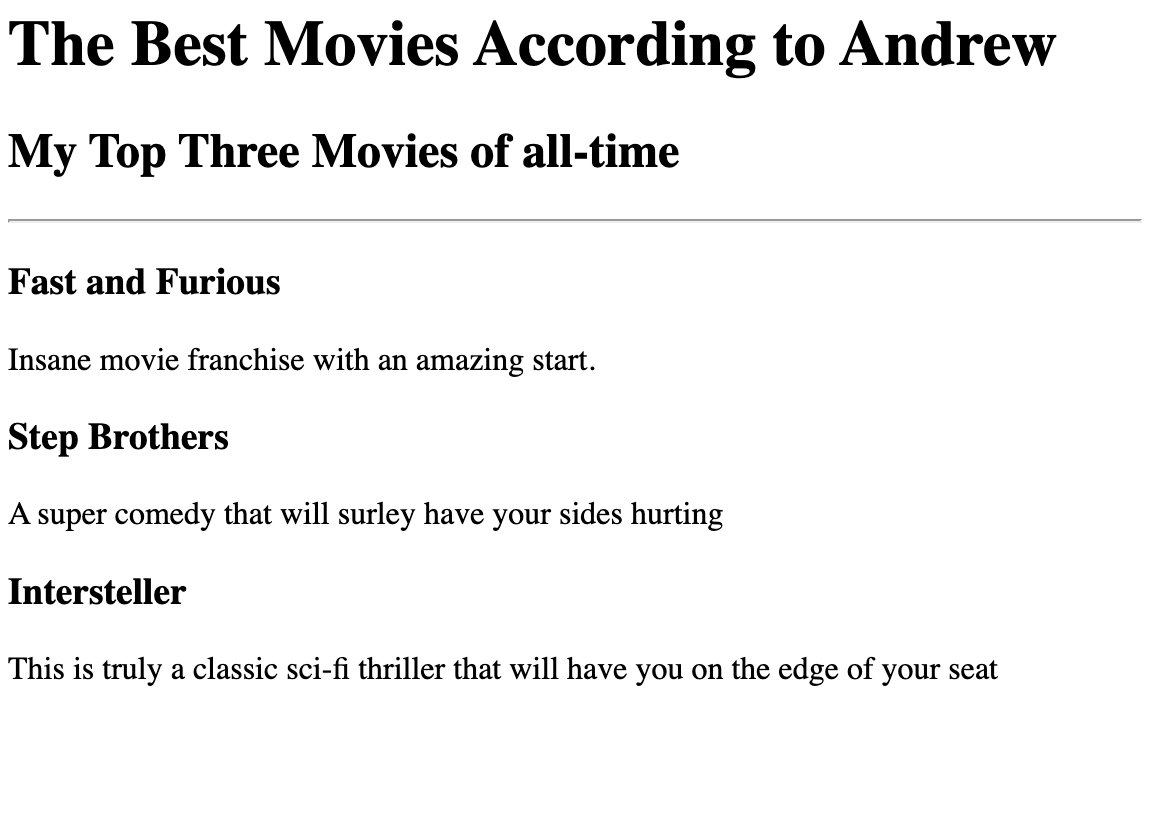 The Best Movies According to Andrew
My Top Three Movies of all-time
Fast and Furious
Insane movie franchise with an amazing start.
Step Brothers
A super comedy that will surley have your sides hurting
Intersteller
This is truly a classic sci-fi thriller that will have you on the edge of your seat